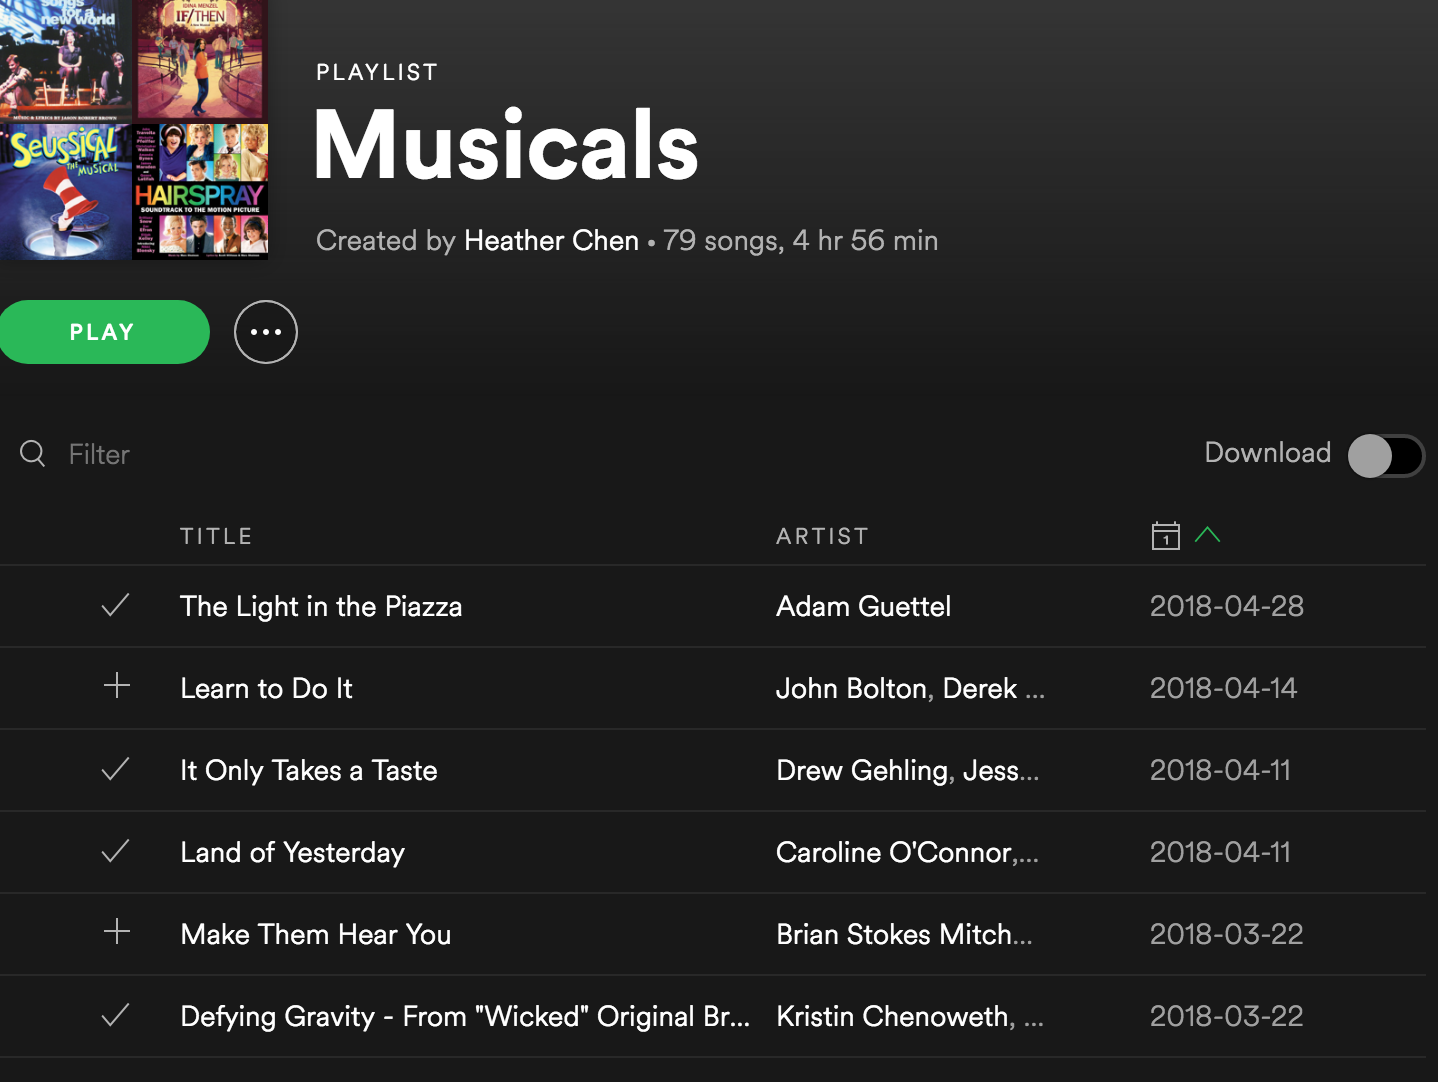 songs
for a
new world
MUSIC & LYRICS BY JASON ROBERT BROWN
IDINA MENZEL
IF/THEN
SEUSSICAL
THE MUSICAL
HAIRSPRAY
SOUNDTRACK TO THE MOTION PICTURE
PLAYLIST
Musicals
Created by Heather Chen • 79 songs, 4 hr 56 min
PLAY
Filter
Download
TITLE ARTIST 1
The Light in the Piazza Adam Guettel 2018-04-28
Learn to Do It John Bolton, Derek ... 2018-04-14
It Only Takes a Taste Drew Gehling, Jess... 2018-04-11
Land of Yesterday Caroline O'Connor,... 2018-04-11
Make Them Hear You Brian Stokes Mitch... 2018-03-22
Defying Gravity - From "Wicked" Original Br... Kristin Chenoweth, ... 2018-03-22